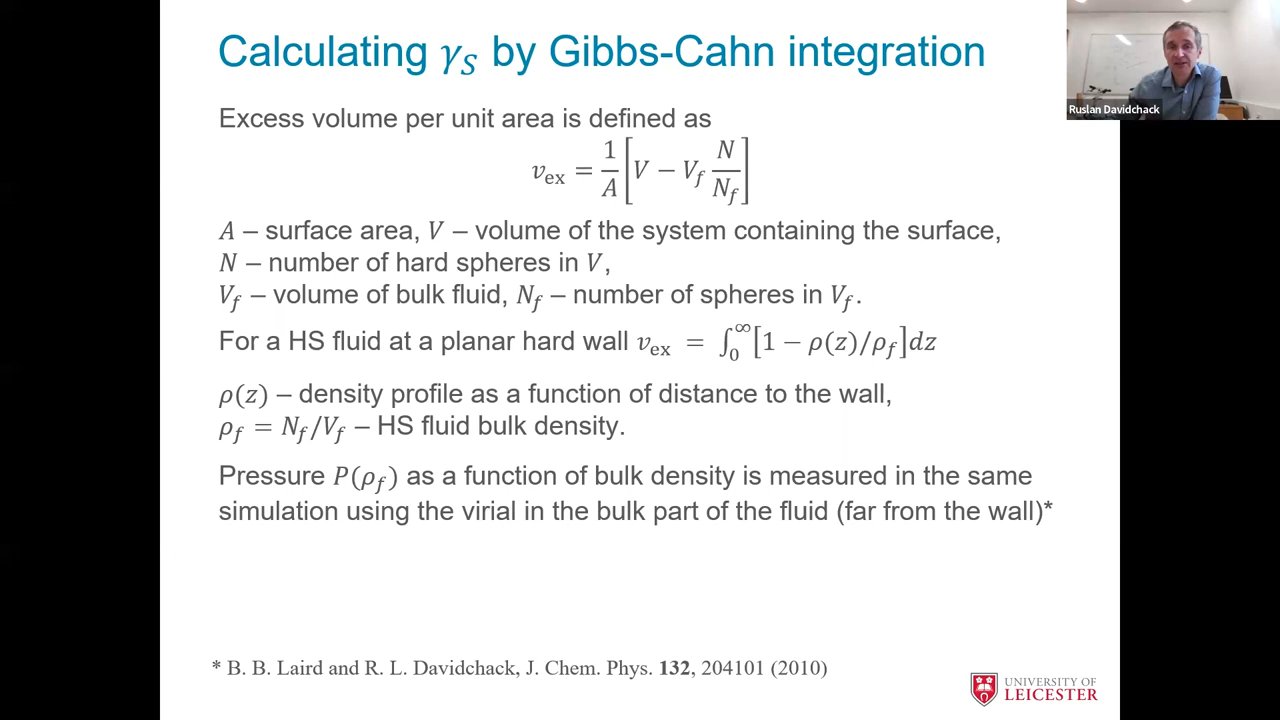 Calculating γ_S by Gibbs-Cahn integration
Ruslan Davidchack
Excess volume per unit area is defined as
v_ex = 1/A [V − V_f N/N_f]
A – surface area, V – volume of the system containing the surface,
N – number of hard spheres in V,
V_f – volume of bulk fluid, N_f – number of spheres in V_f.
For a HS fluid at a planar hard wall v_ex = ∫_0^∞ [1 − ρ(z)/ρ_f]dz
ρ(z) – density profile as a function of distance to the wall,
ρ_f = N_f/V_f – HS fluid bulk density.
Pressure P(ρ_f) as a function of bulk density is measured in the same
simulation using the virial in the bulk part of the fluid (far from the wall)*
* B. B. Laird and R. L. Davidchack, J. Chem. Phys. 132, 204101 (2010)
UNIVERSITY OF
LEICESTER